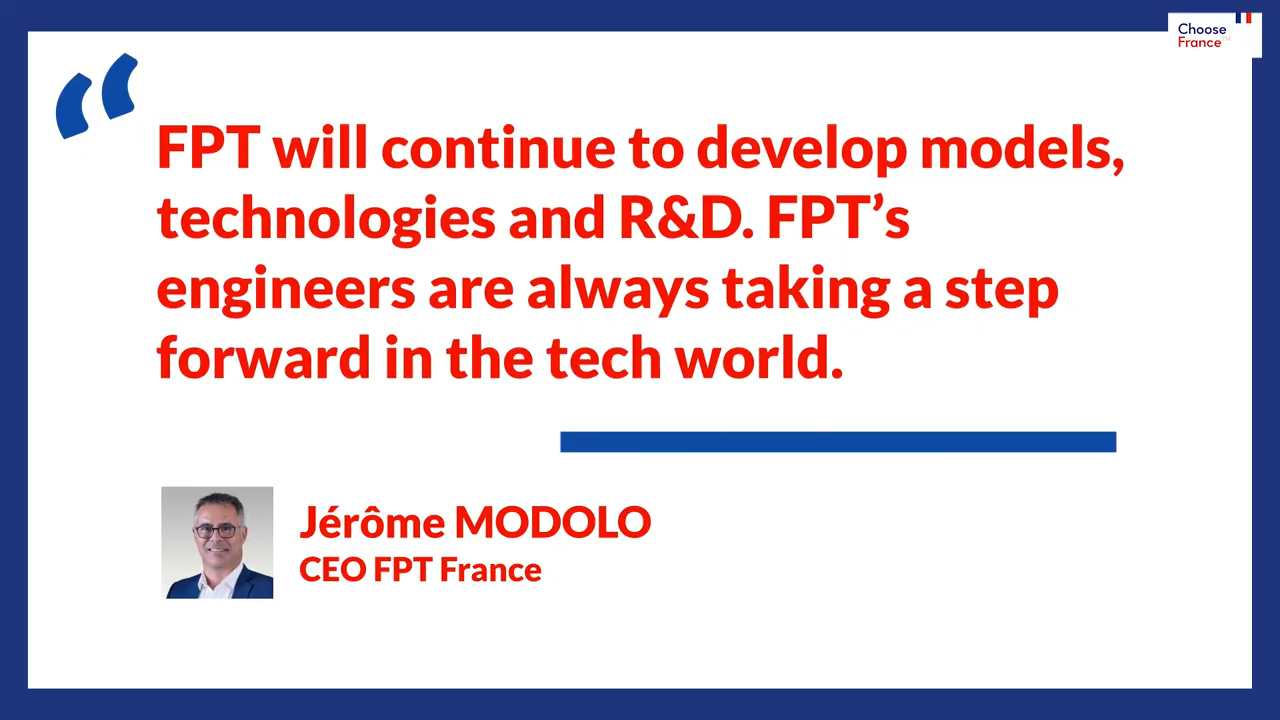 Choose
France™
FPT will continue to develop models,
technologies and R&D. FPT’s
engineers are always taking a step
forward in the tech world.
Jérôme MODOLO
CEO FPT France